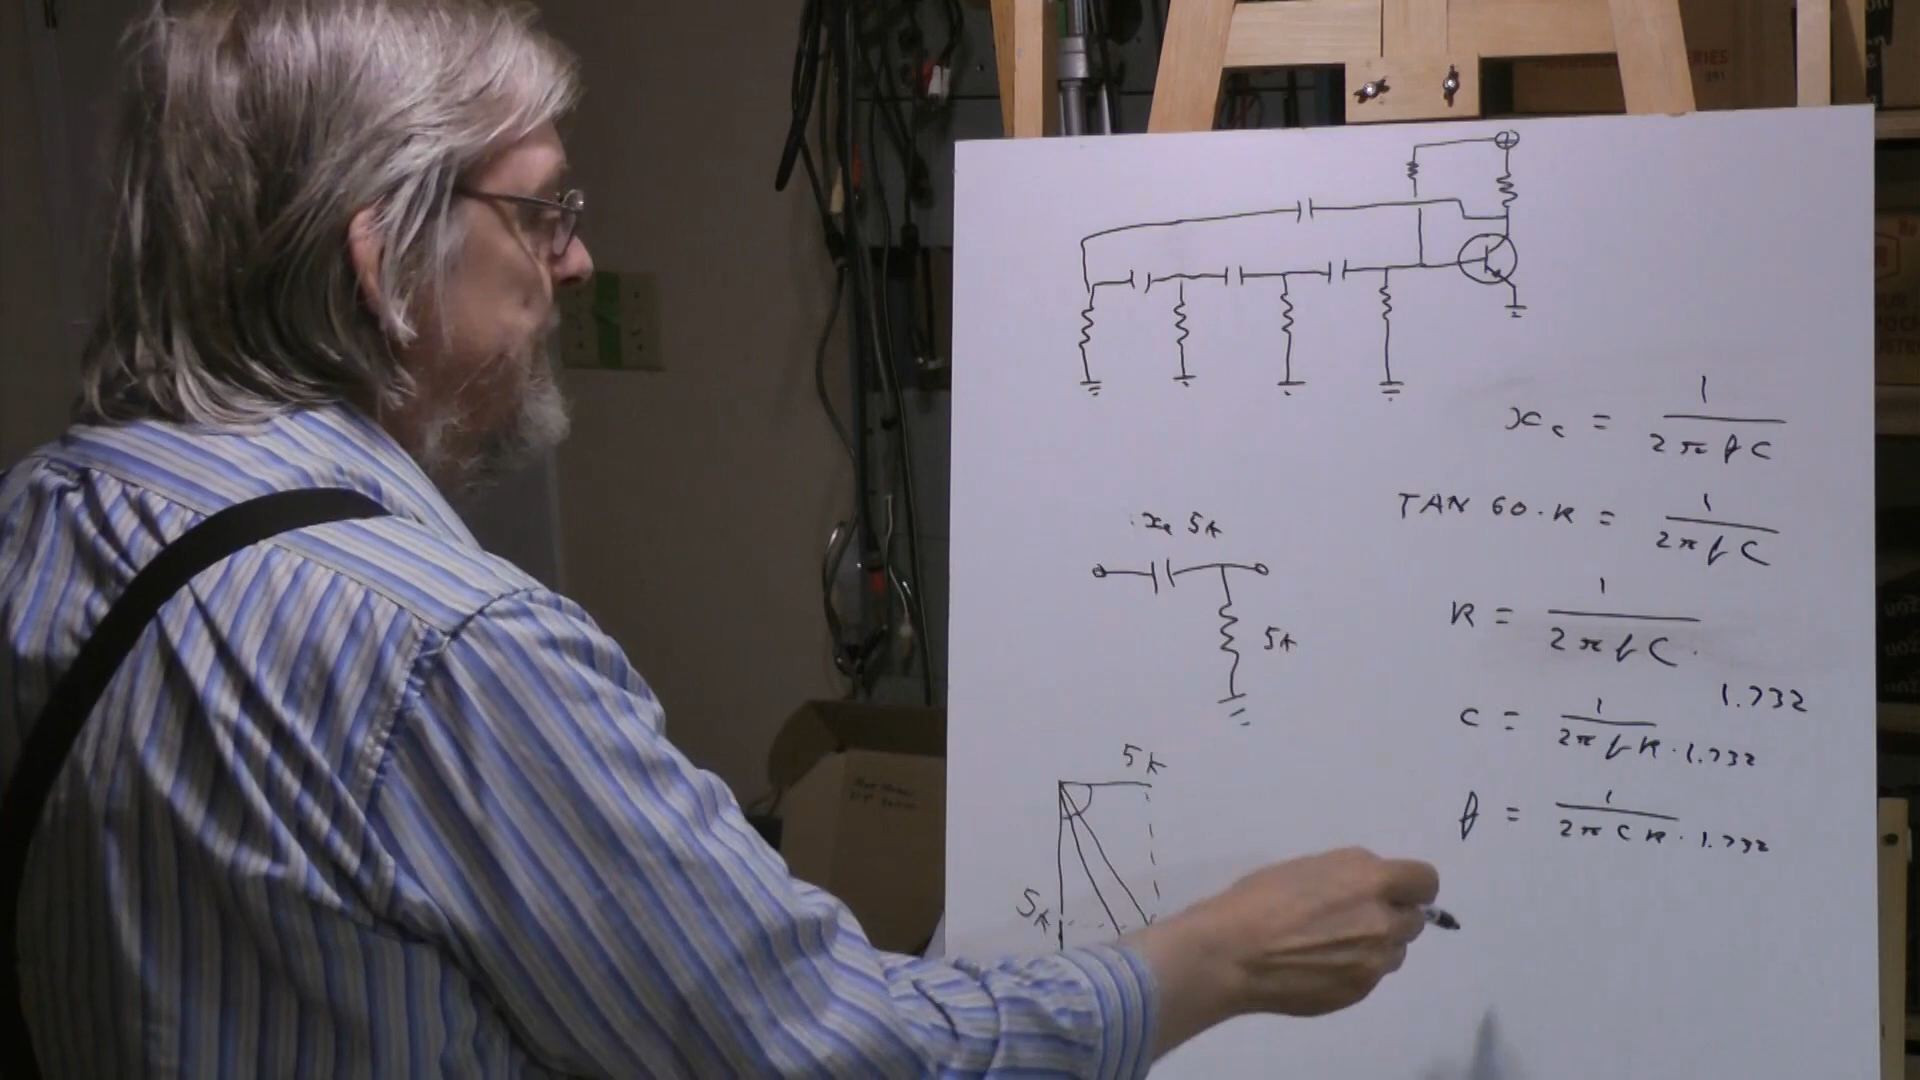 xc = 1 / 2πfC
TAN 60·R = 1 / 2πfC
R = 1 / 2πfC·
1.732
C = 1 / 2πfR·1.732
f = 1 / 2πCR·1.732
xc 5k
5k
5k
5k